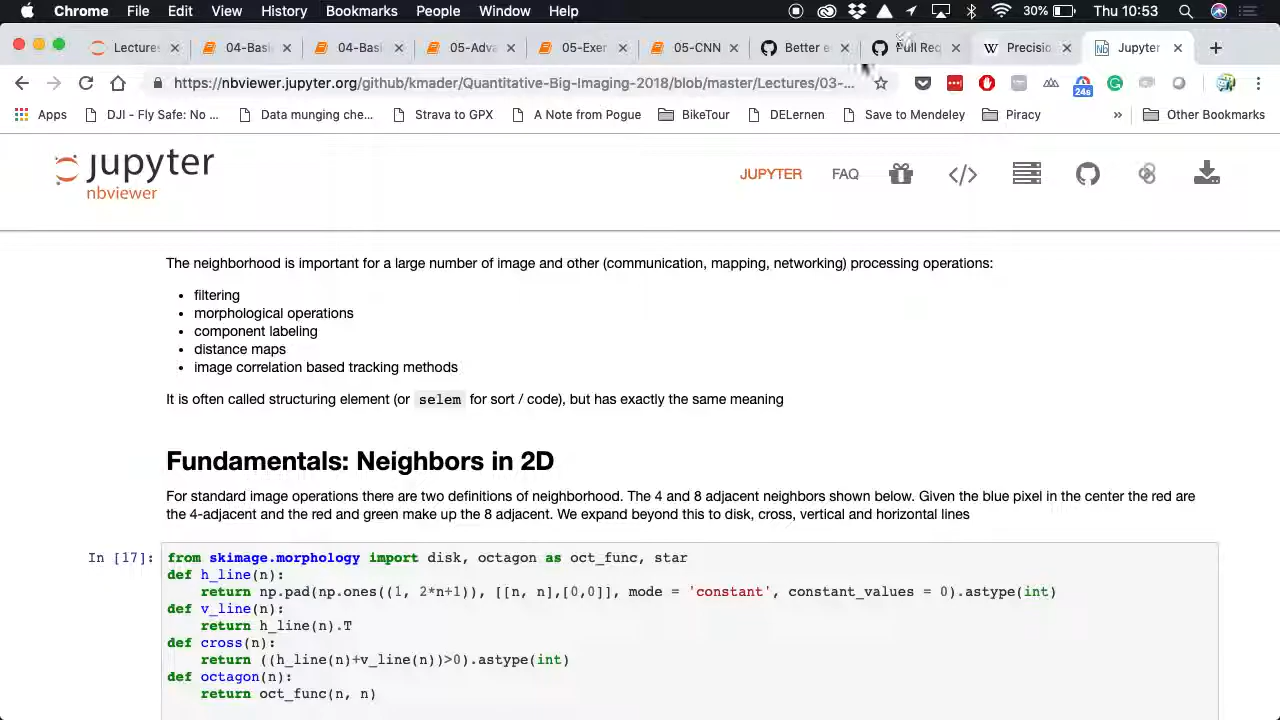 Chrome File Edit View History Bookmarks People Window Help 30% Thu 10:53
Lectures 04-Basi 04-Basi 05-Adva 05-Exer 05-CNN Better e Pull Req Precisio Jupyter
https://nbviewer.jupyter.org/github/kmader/Quantitative-Big-Imaging-2018/blob/master/Lectures/03-... 24s
Apps DJI - Fly Safe: No ... Data munging che... Strava to GPX A Note from Pogue BikeTour DELernen Save to Mendeley Piracy » Other Bookmarks
jupyter
nbviewer
JUPYTER FAQ </>
The neighborhood is important for a large number of image and other (communication, mapping, networking) processing operations:
• filtering
• morphological operations
• component labeling
• distance maps
• image correlation based tracking methods
It is often called structuring element (or selem for sort / code), but has exactly the same meaning
Fundamentals: Neighbors in 2D
For standard image operations there are two definitions of neighborhood. The 4 and 8 adjacent neighbors shown below. Given the blue pixel in the center the red are
the 4-adjacent and the red and green make up the 8 adjacent. We expand beyond this to disk, cross, vertical and horizontal lines
In [17]: from skimage.morphology import disk, octagon as oct_func, star
def h_line(n):
    return np.pad(np.ones((1, 2*n+1)), [[n, n],[0,0]], mode = 'constant', constant_values = 0).astype(int)
def v_line(n):
    return h_line(n).T
def cross(n):
    return ((h_line(n)+v_line(n))>0).astype(int)
def octagon(n):
    return oct_func(n, n)